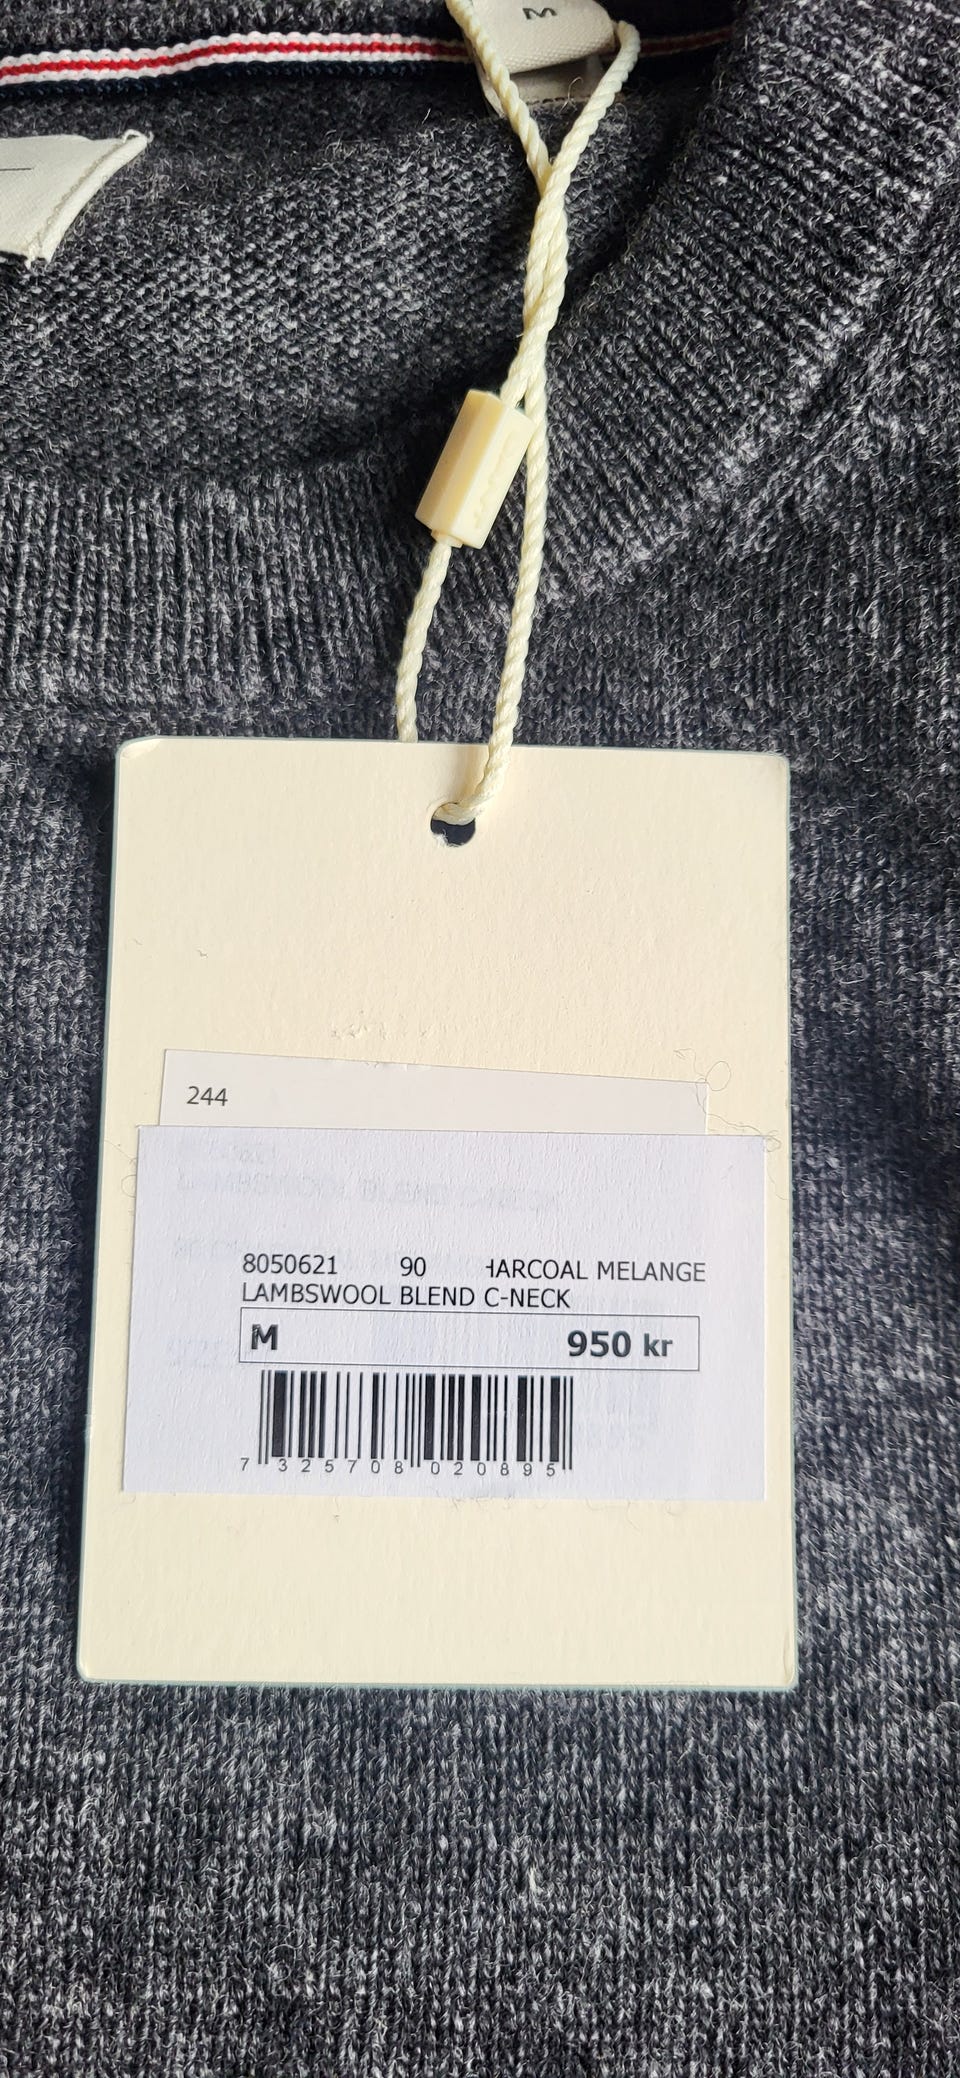 M
244
8050621 90 HARCOAL MELANGE
LAMBSWOOL BLEND C-NECK
M 950 kr
7 325708 020895